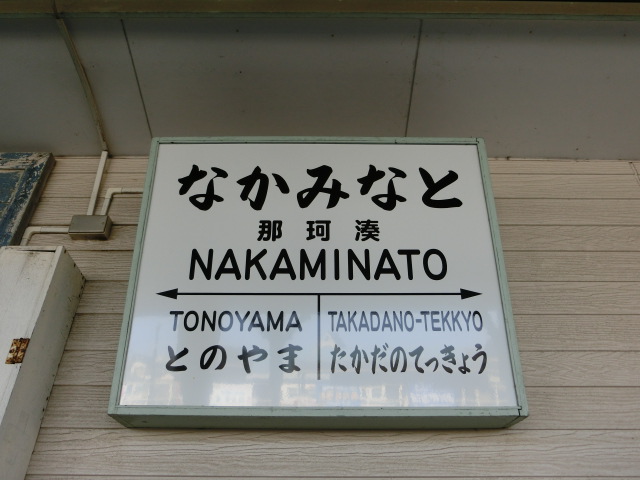 なかみなと
那珂湊
NAKAMINATO
TONOYAMA
とのやま
TAKADANO-TEKKYO
たかだのてっきょう